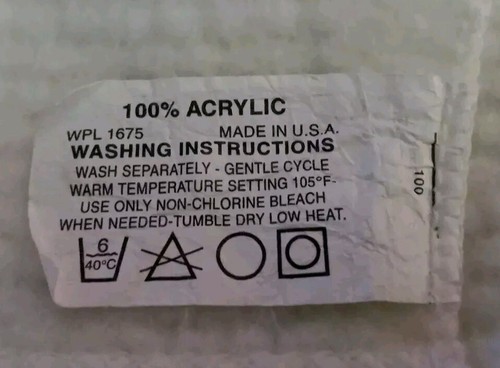 100% ACRYLIC
WPL 1675 MADE IN U.S.A.
WASHING INSTRUCTIONS
WASH SEPARATELY - GENTLE CYCLE
WARM TEMPERATURE SETTING 105°F-
USE ONLY NON-CHLORINE BLEACH
WHEN NEEDED-TUMBLE DRY LOW HEAT.
6
40°C
100